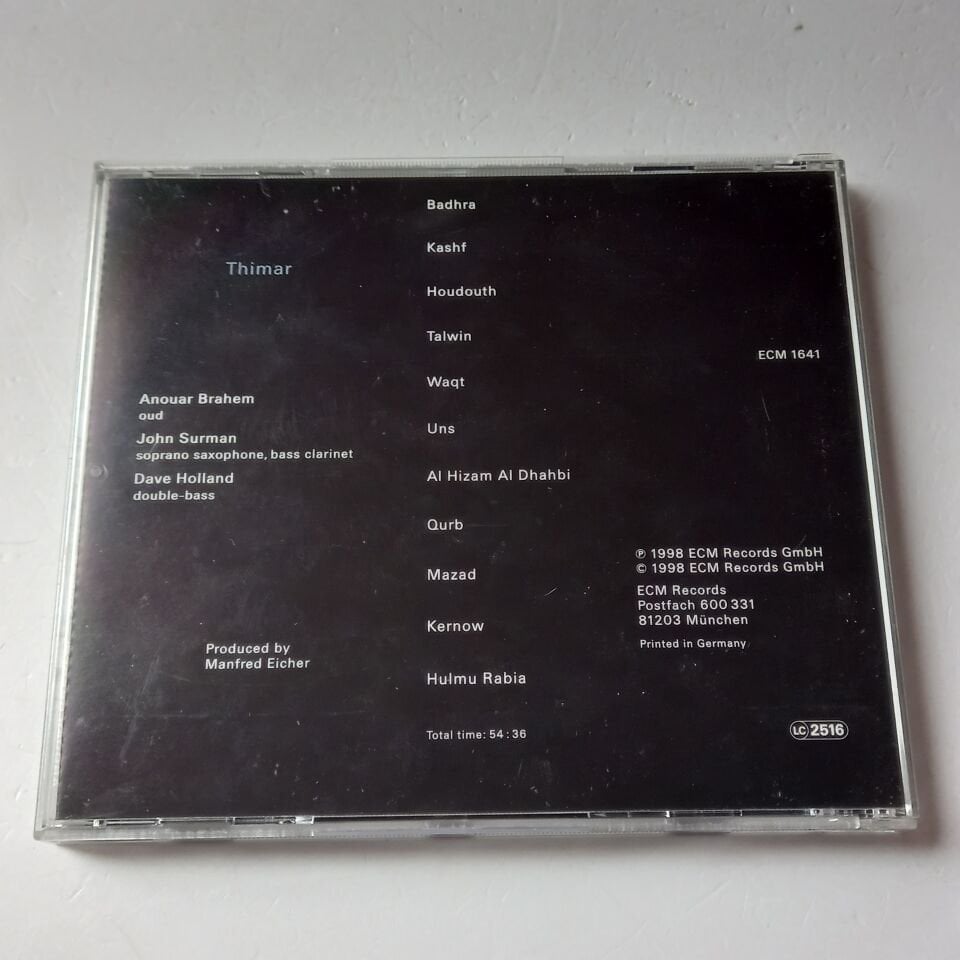 Thimar
Anouar Brahem
oud
John Surman
soprano saxophone, bass clarinet
Dave Holland
double-bass
Produced by
Manfred Eicher
Badhra
Kashf
Houdouth
Talwin
Waqt
Uns
Al Hizam Al Dhahbi
Qurb
Mazad
Kernow
Hulmu Rabia
Total time: 54:36
ECM 1641
℗ 1998 ECM Records GmbH
© 1998 ECM Records GmbH
ECM Records
Postfach 600 331
81203 München
Printed in Germany
LC 2516